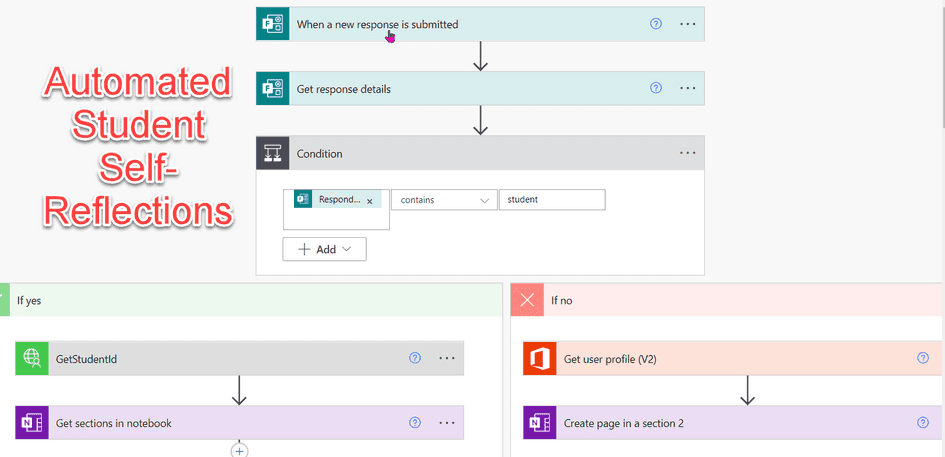 When a new response is submitted
Get response details
Automated
Student
Self-
Reflections
Condition
Respond... × contains student
Add
If yes
If no
GetStudentId
Get user profile (V2)
Get sections in notebook
Create page in a section 2